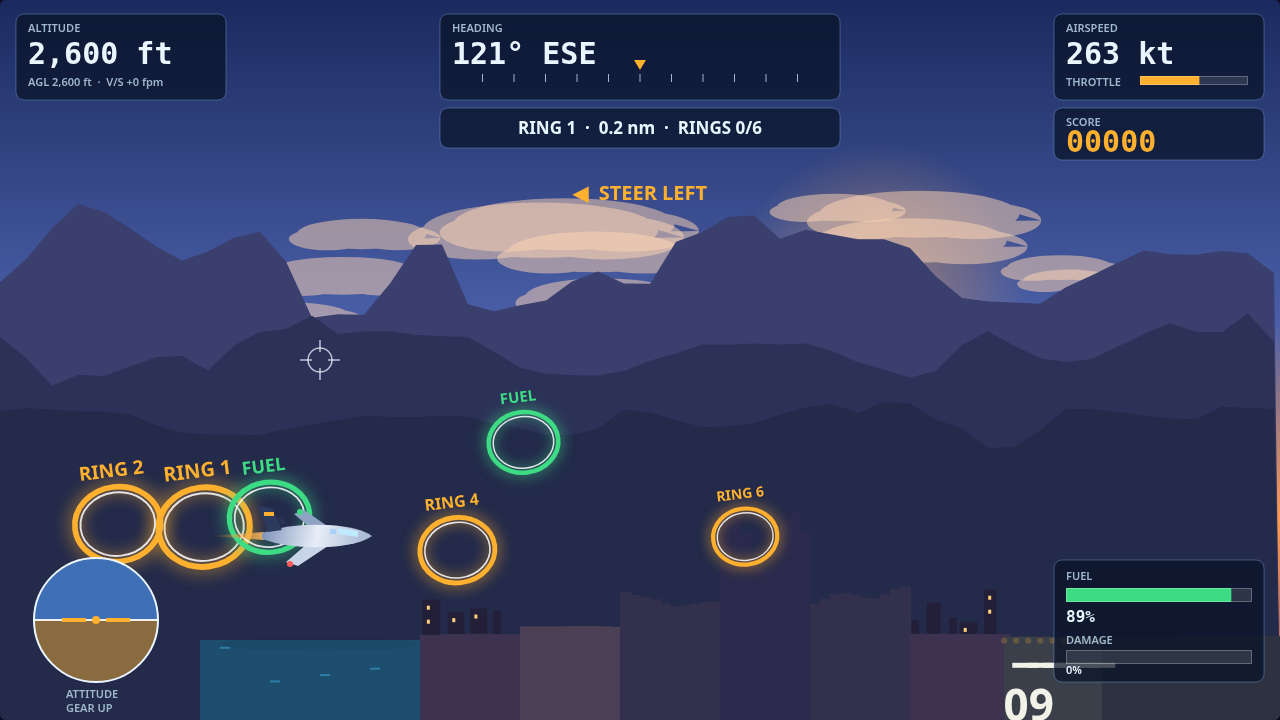 ALTITUDE
2,600 ft
AGL 2,600 ft · V/S +0 fpm
HEADING
121° ESE
AIRSPEED
263 kt
THROTTLE
RING 1 · 0.2 nm · RINGS 0/6
SCORE
00000
◀ STEER LEFT
FUEL
RING 2
RING 1
FUEL
RING 4
RING 6
FUEL
89%
DAMAGE
0%
ATTITUDE
GEAR UP
09